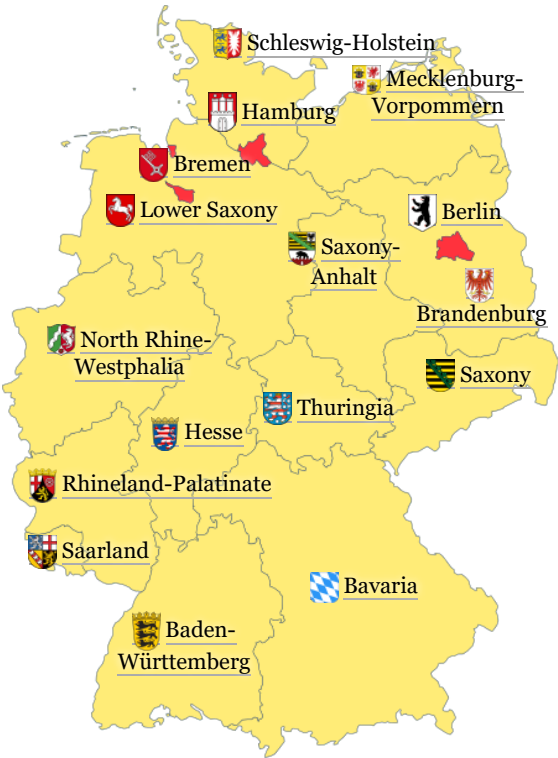 Schleswig-Holstein
Mecklenburg-
Vorpommern
Hamburg
Bremen
Lower Saxony
Berlin
Saxony-
Anhalt
Brandenburg
North Rhine-
Westphalia
Saxony
Thuringia
Hesse
Rhineland-Palatinate
Saarland
Bavaria
Baden-
Württemberg